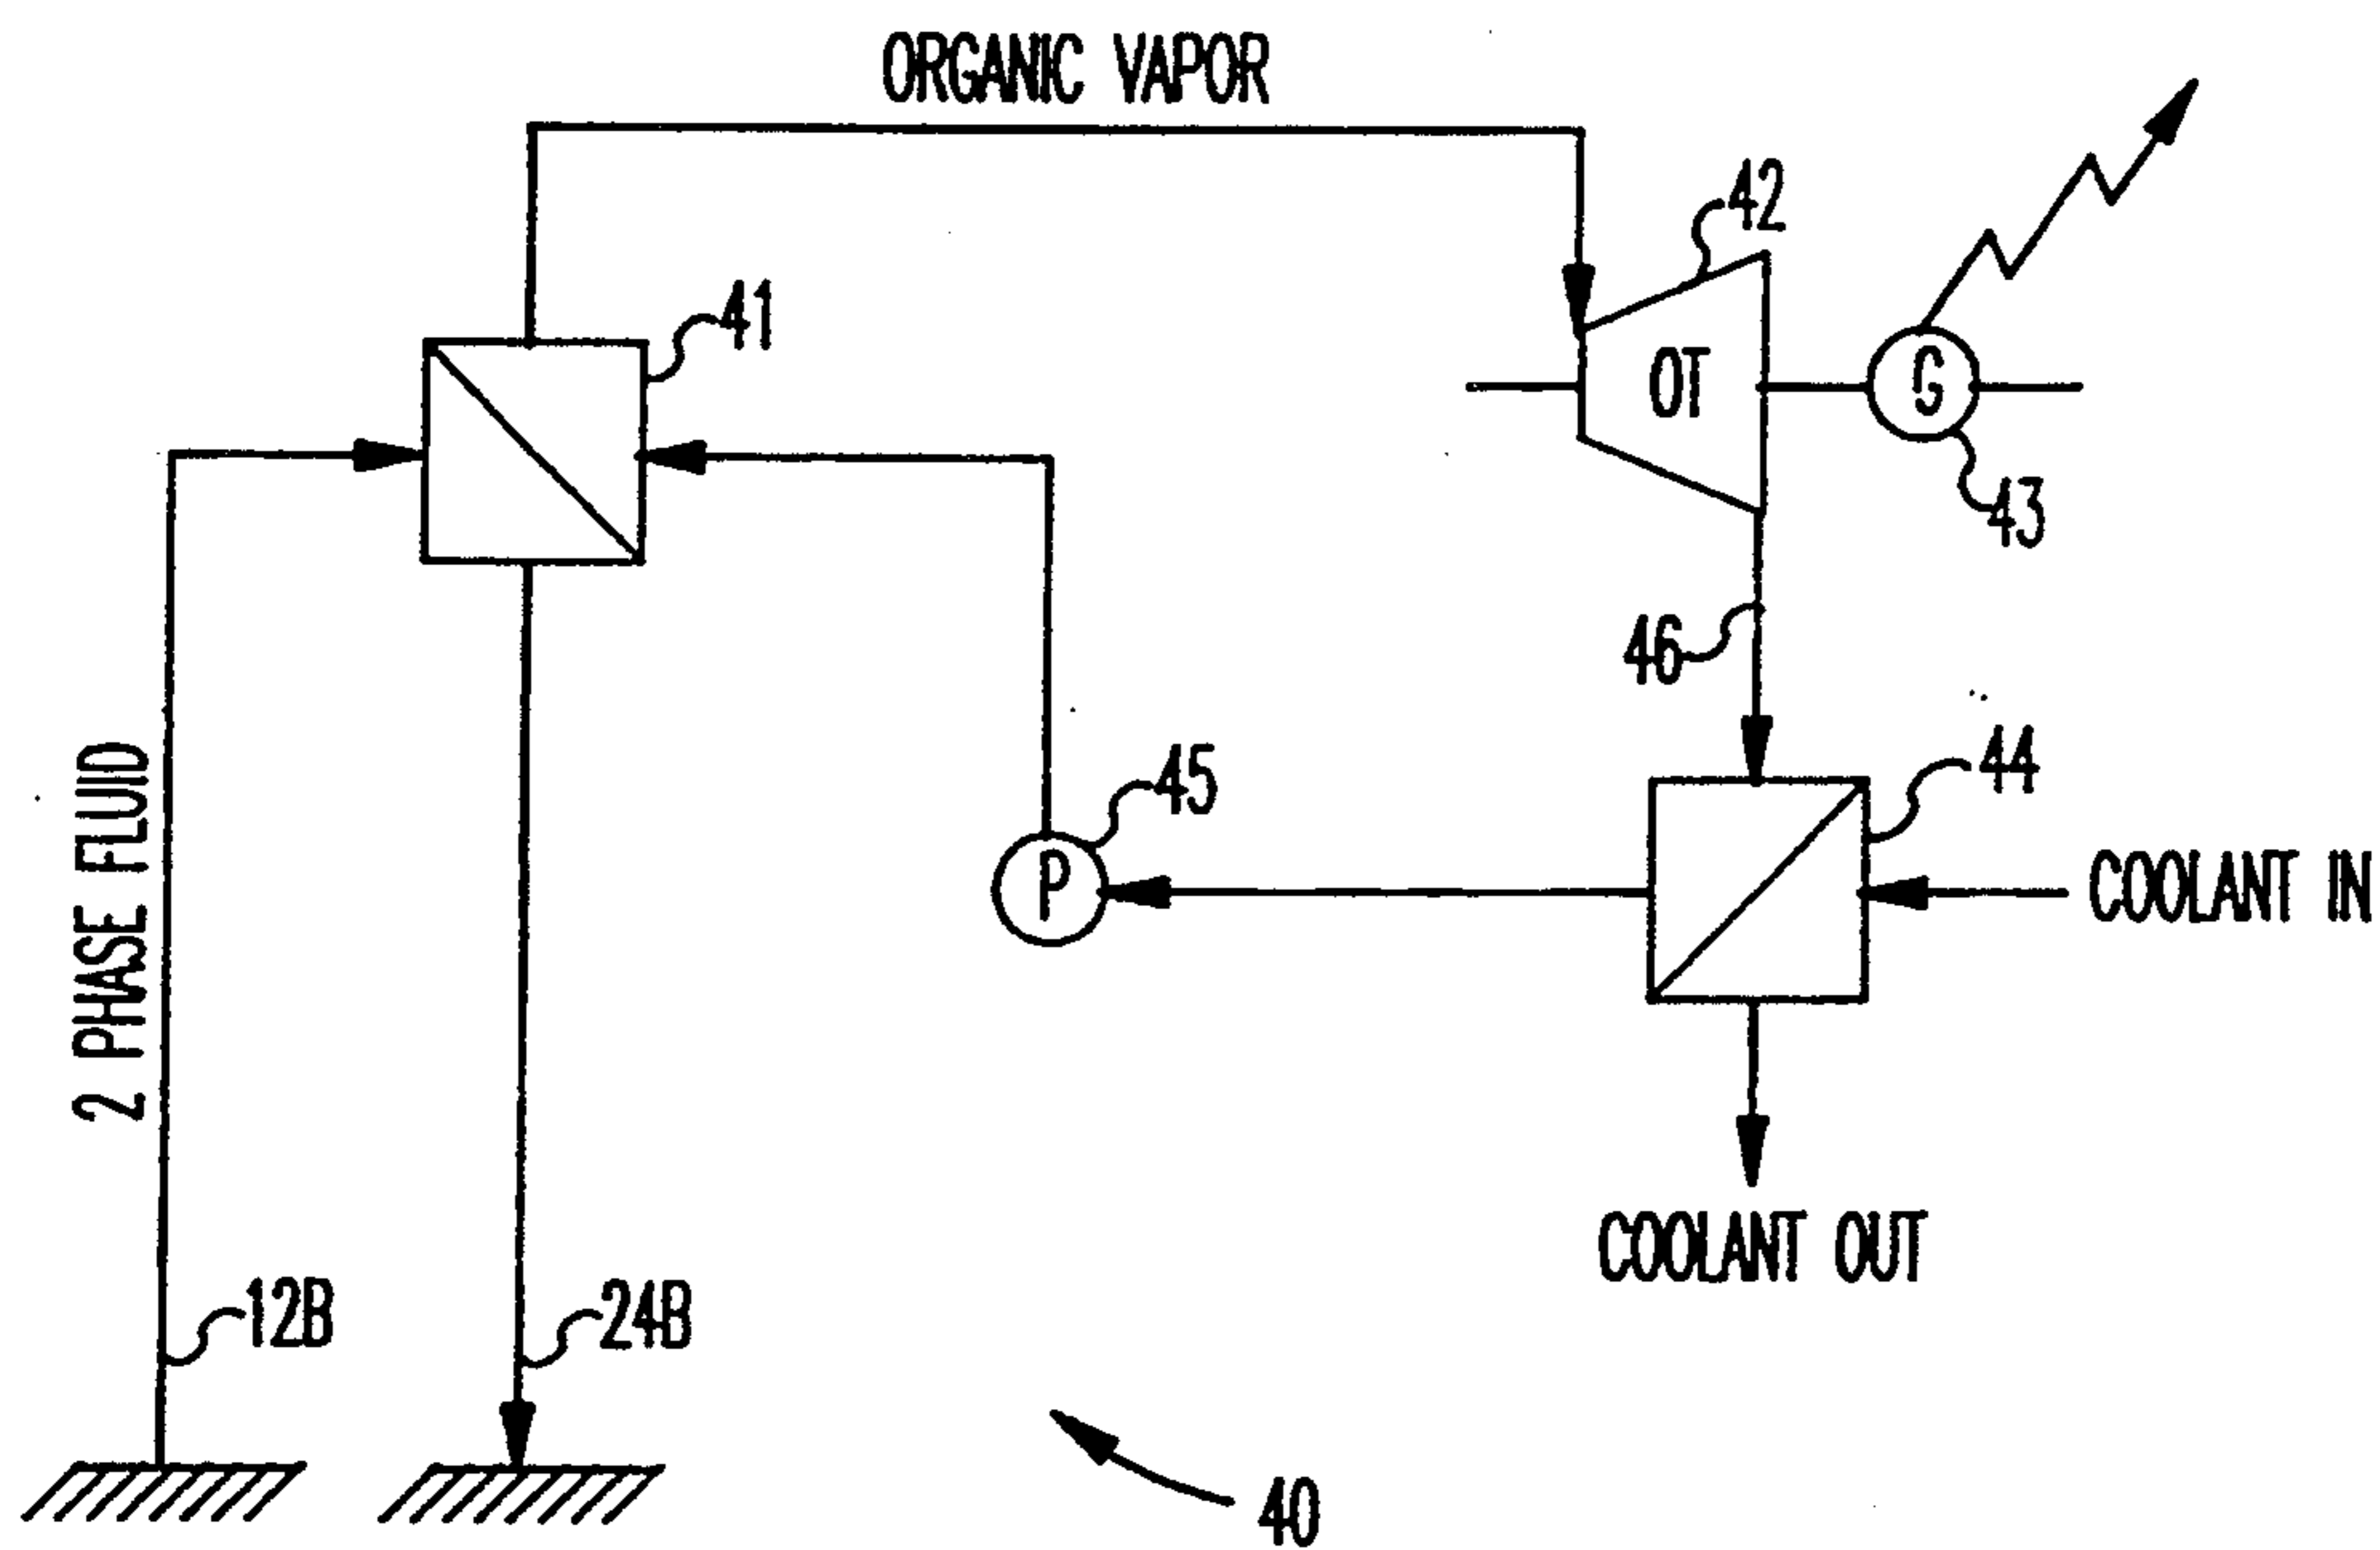 ORGANIC VAPOR
42
41
OT
G
43
46
2 PHASE FLUID
45
44
P
COOLANT IN
COOLANT OUT
12B
24B
40